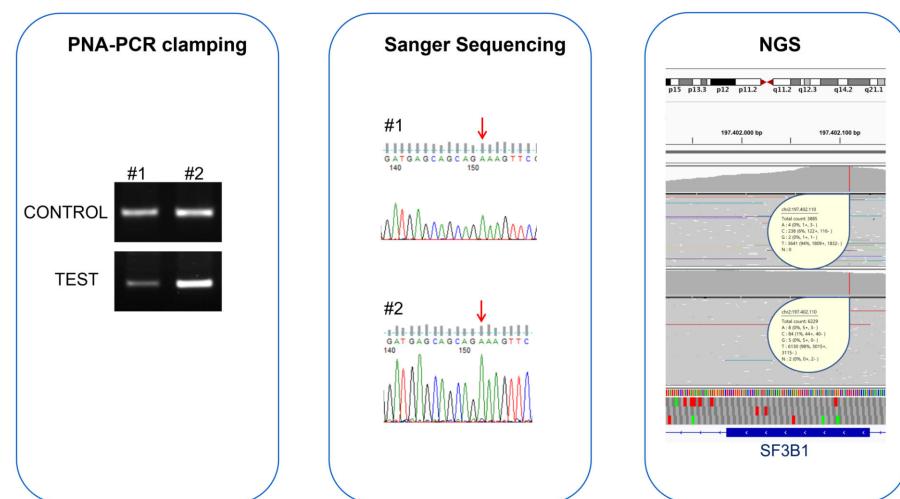 PNA-PCR clamping
#1 #2
CONTROL
TEST
Sanger Sequencing
#1
GATGAGCAGCAGAAAGTTC
140 150
#2
GATGAGCAGCAGAAAGTTC
140 150
NGS
p15 p13.3 p12 p11.2 q11.2 q12.3 q14.2 q21.1
197.402.000 bp 197.402.100 bp
chr2:197.402.110
Total count: 3885
A : 4 (0%, 1+, 3- )
C : 238 (6%, 122+, 116- )
G : 2 (0%, 1+, 1- )
T : 3641 (94%, 1809+, 1832- )
N : 0
chr2:197.402.110
Total count: 6229
A : 8 (0%, 5+, 3- )
C : 84 (1%, 44+, 40- )
G : 5 (0%, 5+, 0- )
T : 6130 (98%, 3015+,
3115- )
N : 2 (0%, 0+, 2- )
SF3B1